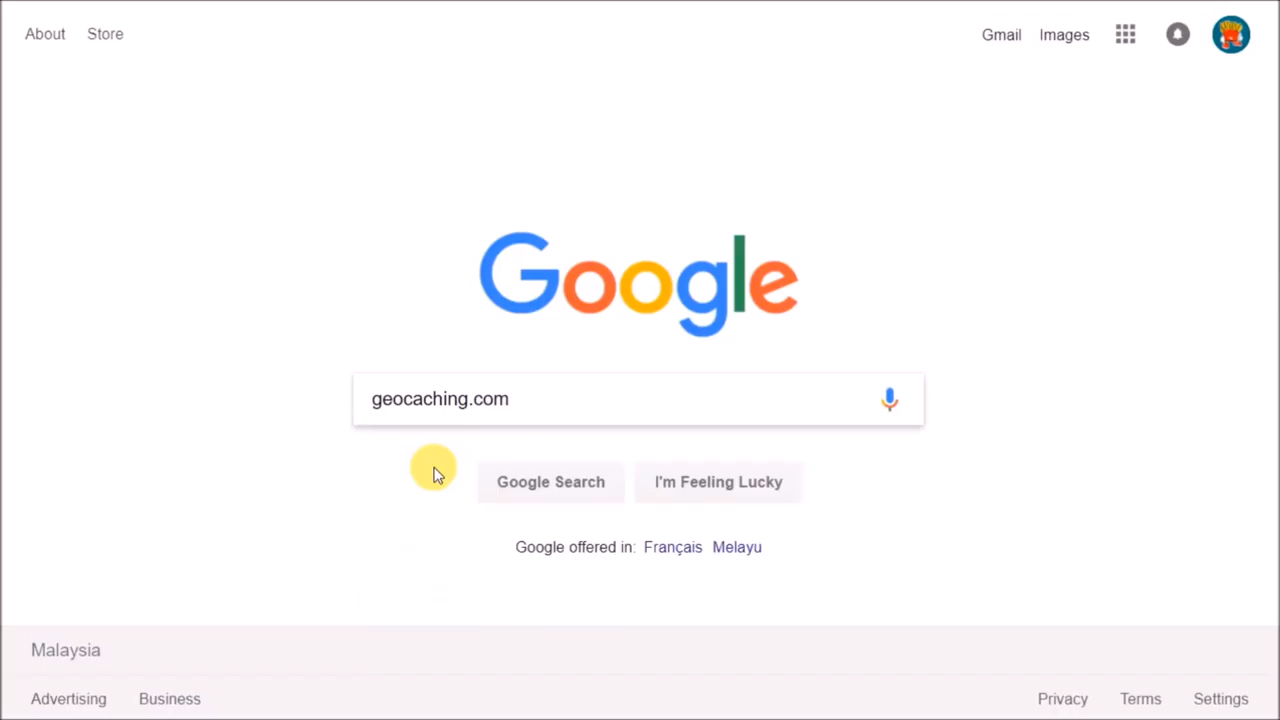 About Store Gmail Images
Google
geocaching.com
Google Search I'm Feeling Lucky
Google offered in: Français Melayu
Malaysia
Advertising Business Privacy Terms Settings